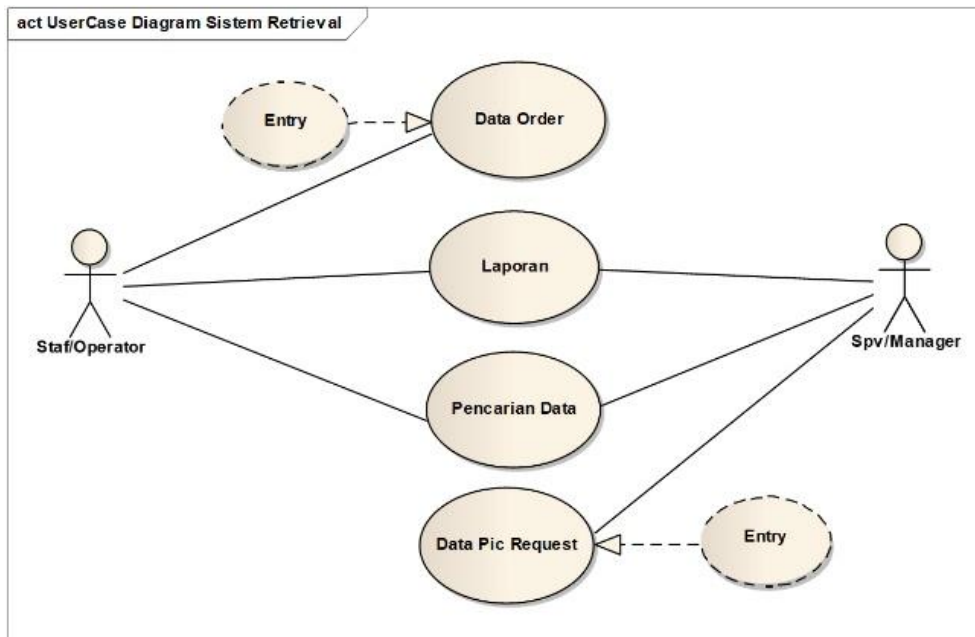 act UserCase Diagram Sistem Retrieval
Entry
Data Order
Laporan
Staf/Operator
Spv/Manager
Pencarian Data
Data Pic Request
Entry